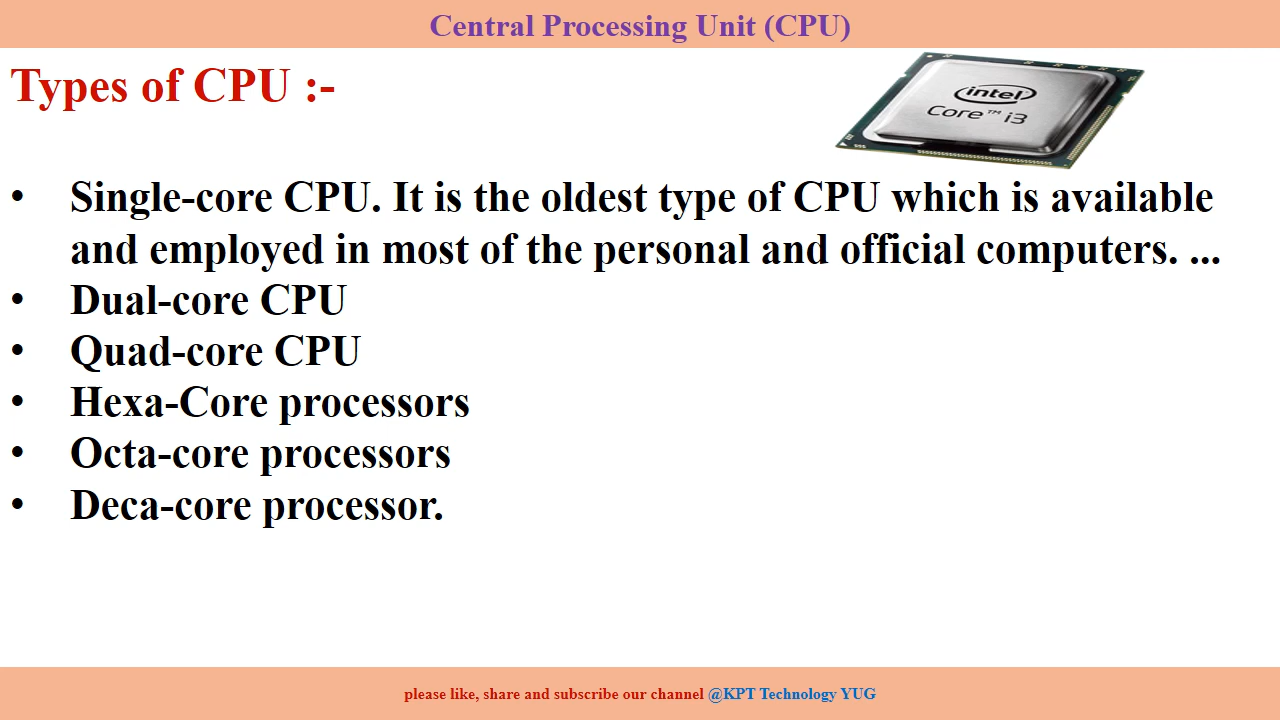 Central Processing Unit (CPU)
Types of CPU :-
intel
Core™ i3
• Single-core CPU. It is the oldest type of CPU which is available
and employed in most of the personal and official computers. ...
• Dual-core CPU
• Quad-core CPU
• Hexa-Core processors
• Octa-core processors
• Deca-core processor.
please like, share and subscribe our channel @KPT Technology YUG